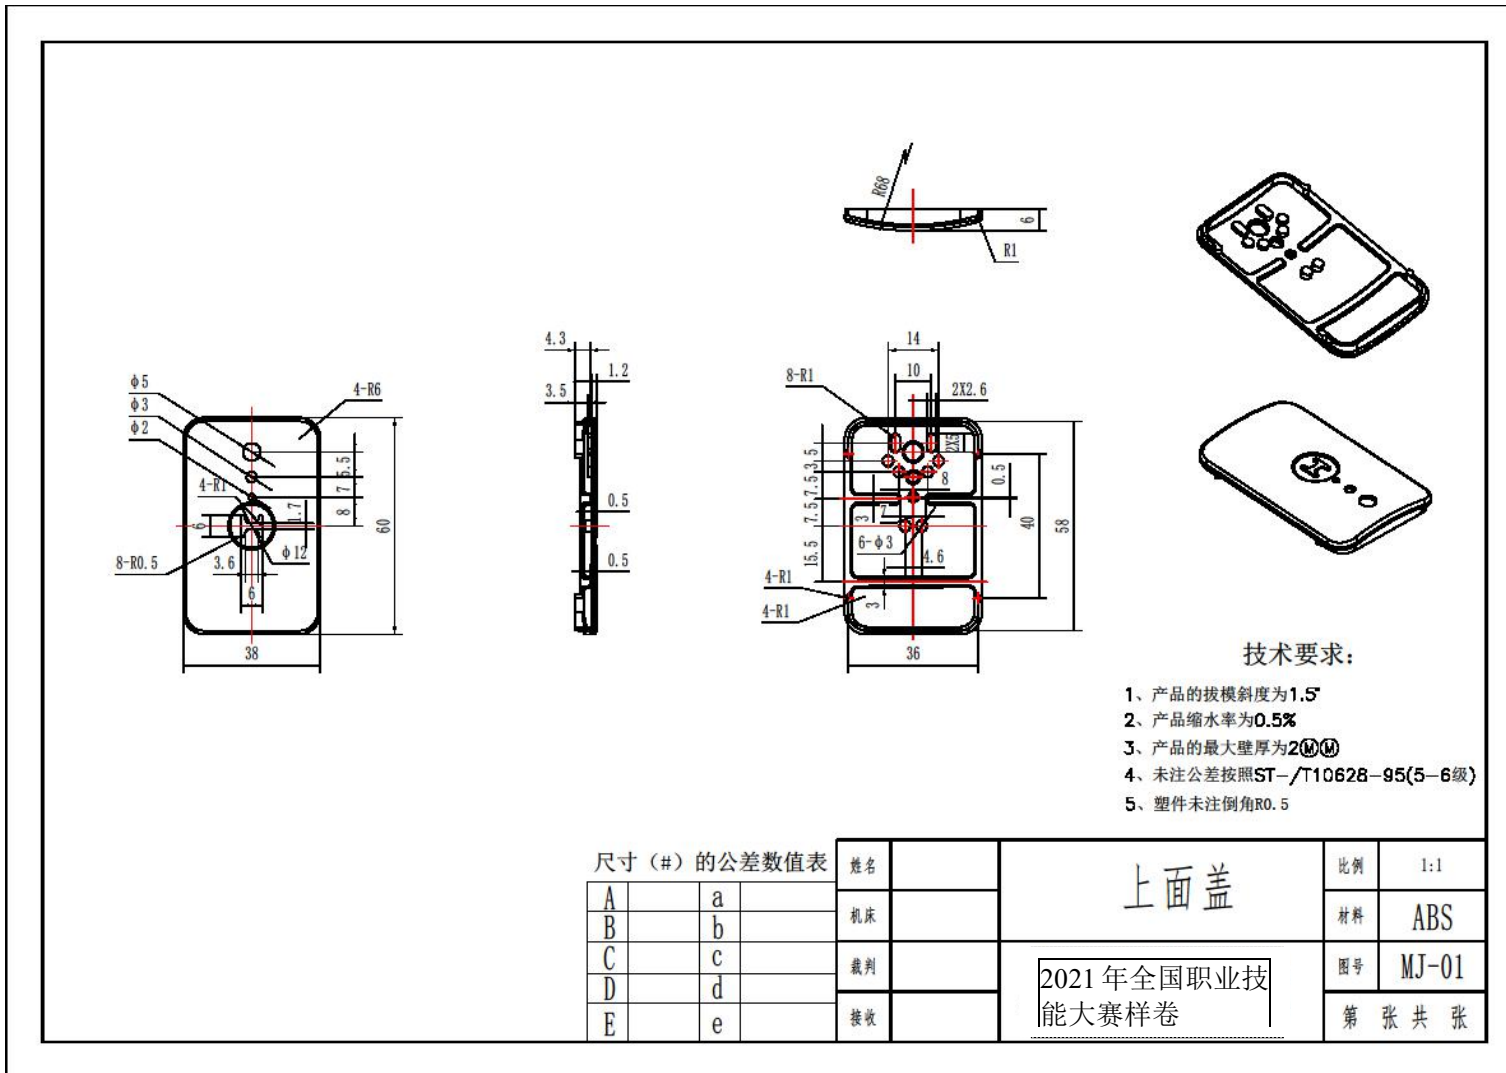 R68
6
R1
4.3
1.2
3.5
0.5
0.5
φ5
φ3
φ2
4-R1
8-R0.5
4-R6
5.5
7
8
1.7
6
φ12
3.6
6
60
38
14
10
8-R1
2X2.6
2X5
3.5
7.5
7.5
15.5
8
3
7
6-φ3
4.6
0.5
40
58
4-R1
4-R1
3
36
技术要求：
1、产品的拔模斜度为1.5°
2、产品缩水率为0.5%
3、产品的最大壁厚为2ⓂⓂ
4、未注公差按照ST-/T10628-95(5-6级)
5、塑件未注倒角R0.5
尺寸（#）的公差数值表
A a
B b
C c
D d
E e
姓名
机床
裁判
接收
上面盖
2021 年全国职业技
能大赛样卷
比例 1:1
材料 ABS
图号 MJ-01
第 张 共 张